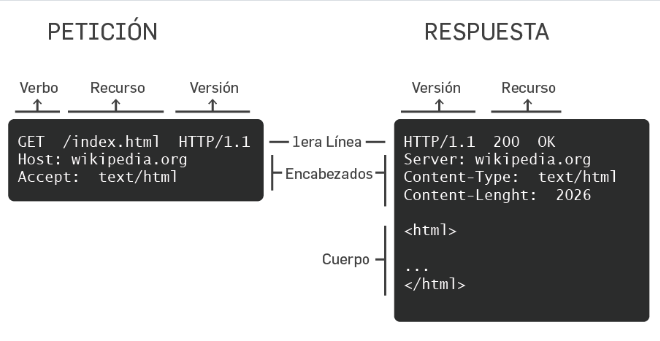 PETICIÓN
RESPUESTA
Verbo Recurso Versión
Versión Recurso
GET /index.html HTTP/1.1
Host: wikipedia.org
Accept: text/html
1era Línea
Encabezados
Cuerpo
HTTP/1.1 200 OK
Server: wikipedia.org
Content-Type: text/html
Content-Lenght: 2026
<html>
...
</html>